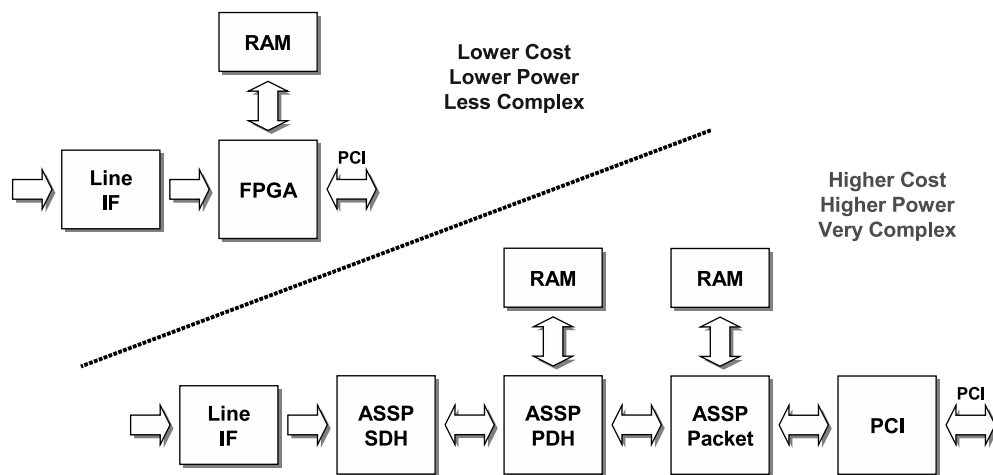 RAM
Lower Cost
Lower Power
Less Complex
Line
IF
FPGA
PCI
Higher Cost
Higher Power
Very Complex
RAM
RAM
Line
IF
ASSP
SDH
ASSP
PDH
ASSP
Packet
PCI
PCI